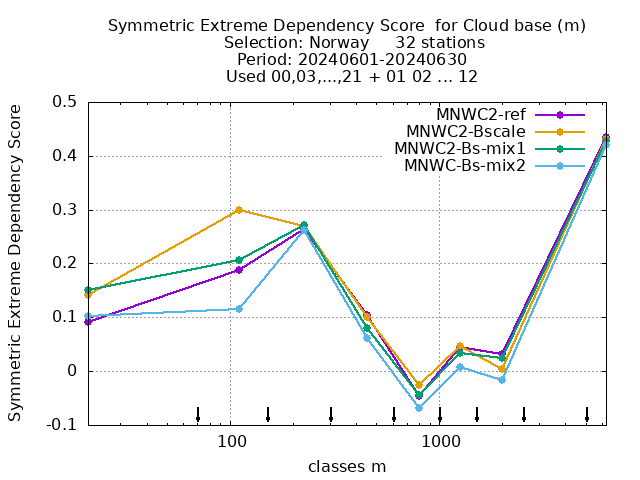 Symmetric Extreme Dependency Score  for Cloud base (m)
Selection: Norway     32 stations
Period: 20240601-20240630
Used 00,03,...,21 + 01 02 ... 12
Symmetric Extreme Dependency Score
0.5
0.4
0.3
0.2
0.1
0
-0.1
MNWC2-ref
MNWC2-Bscale
MNWC2-Bs-mix1
MNWC-Bs-mix2
100
1000
classes m